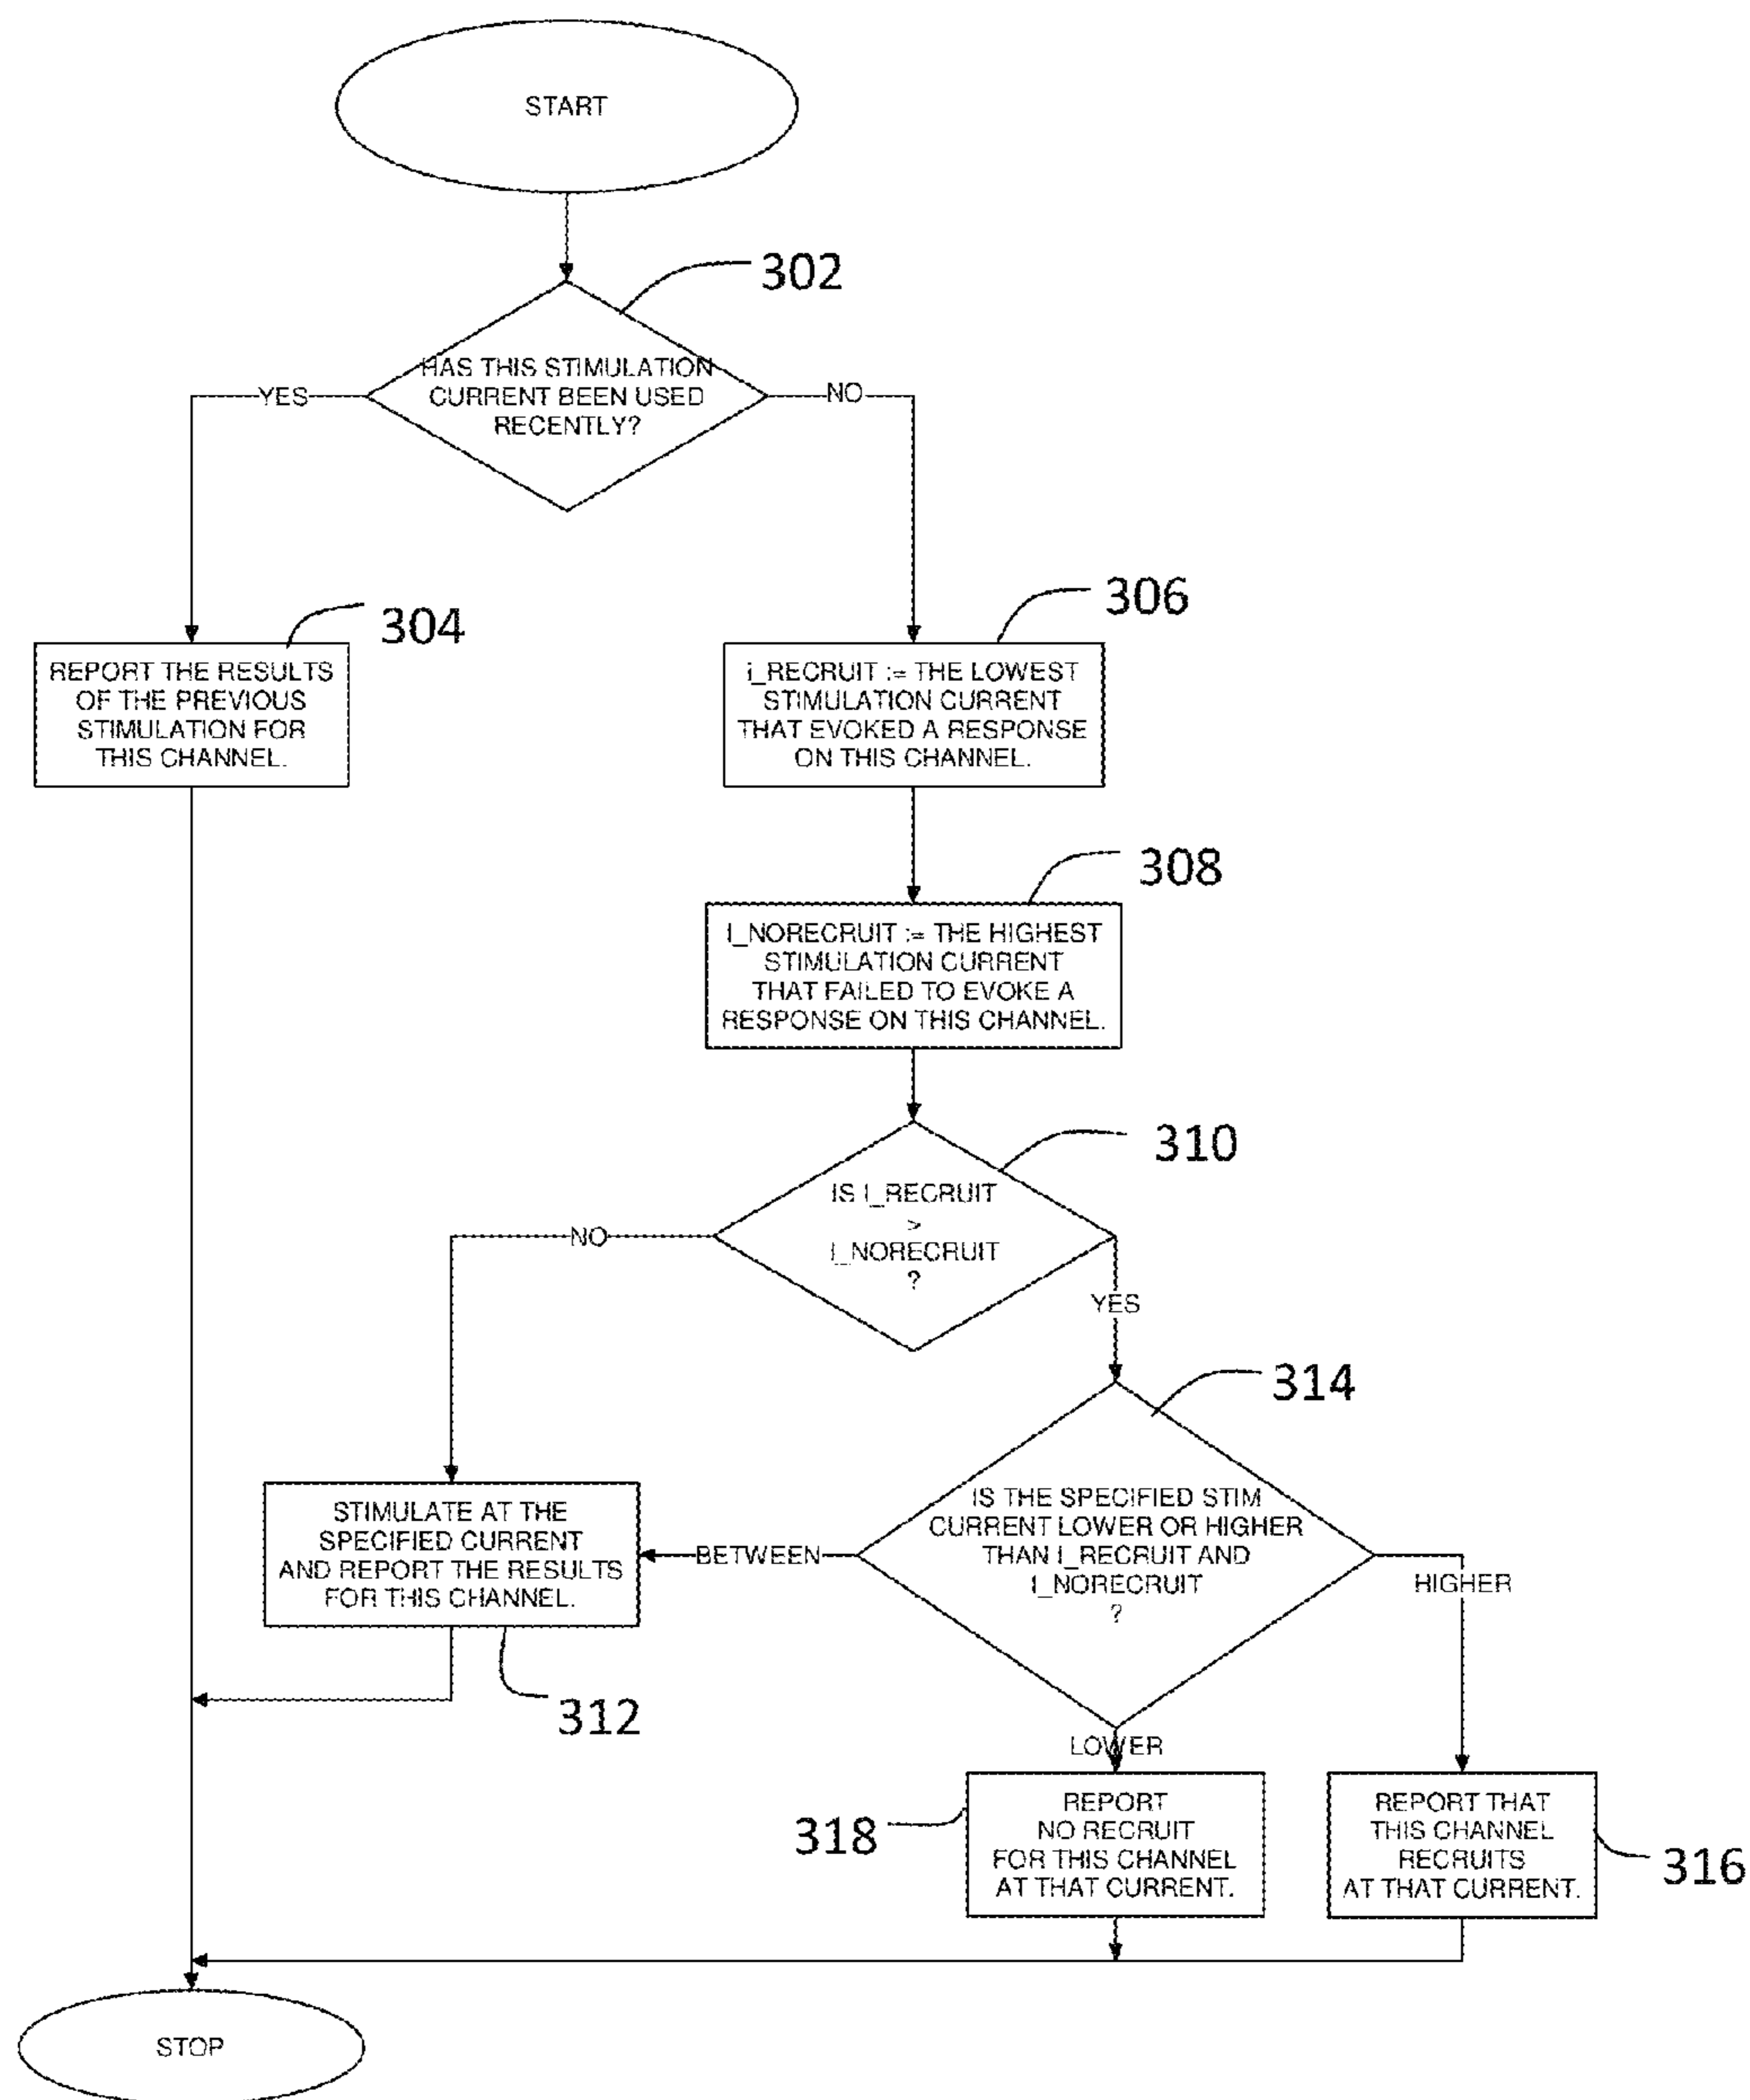 START
302
HAS THIS STIMULATION
CURRENT BEEN USED
RECENTLY?
YES
NO
304
REPORT THE RESULTS
OF THE PREVIOUS
STIMULATION FOR
THIS CHANNEL.
306
i_RECRUIT := THE LOWEST
STIMULATION CURRENT
THAT EVOKED A RESPONSE
ON THIS CHANNEL.
308
I_NORECRUIT := THE HIGHEST
STIMULATION CURRENT
THAT FAILED TO EVOKE A
RESPONSE ON THIS CHANNEL.
310
IS I_RECRUIT
>
I_NORECRUIT
?
NO
YES
314
IS THE SPECIFIED STIM
CURRENT LOWER OR HIGHER
THAN I_RECRUIT AND
I_NORECRUIT
?
STIMULATE AT THE
SPECIFIED CURRENT
AND REPORT THE RESULTS
FOR THIS CHANNEL.
BETWEEN
HIGHER
312
LOWER
318
REPORT
NO RECRUIT
FOR THIS CHANNEL
AT THAT CURRENT.
REPORT THAT
THIS CHANNEL
RECRUITS
AT THAT CURRENT.
316
STOP